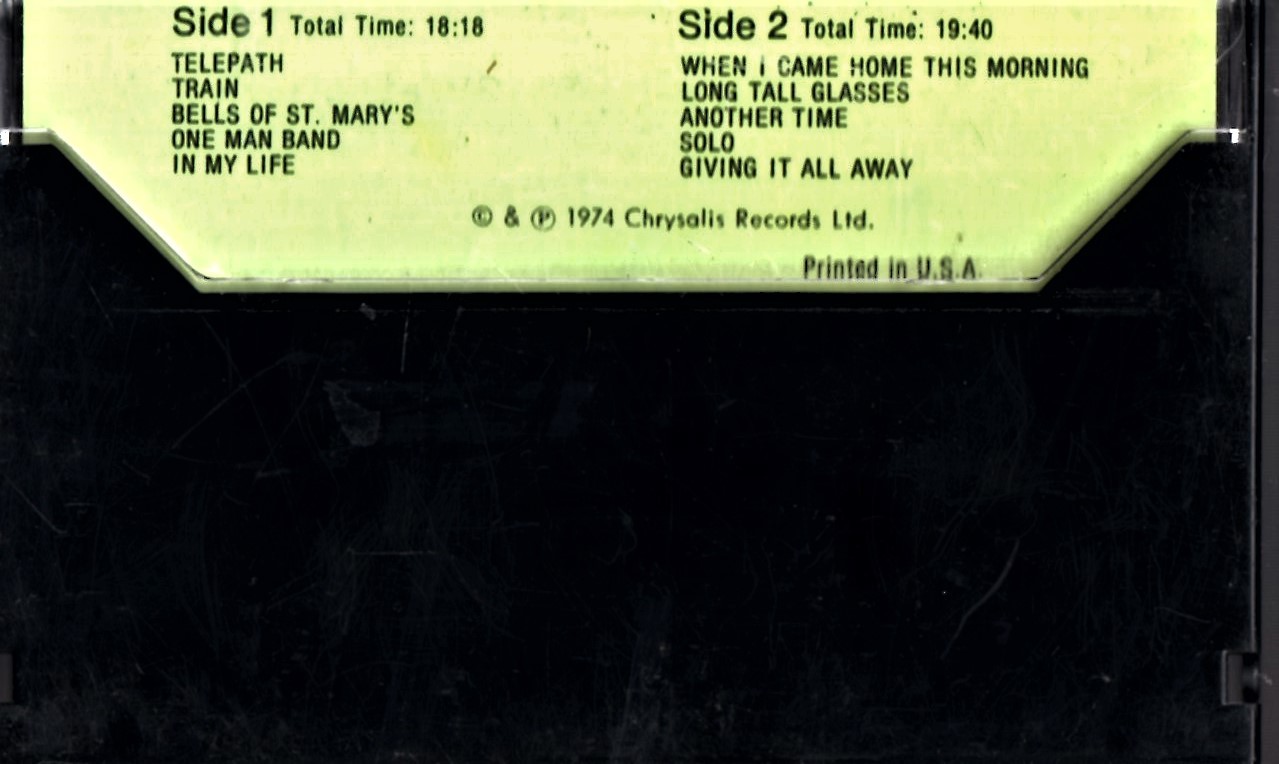 Side 1 Total Time: 18:18
TELEPATH
TRAIN
BELLS OF ST. MARY'S
ONE MAN BAND
IN MY LIFE
Side 2 Total Time: 19:40
WHEN I CAME HOME THIS MORNING
LONG TALL GLASSES
ANOTHER TIME
SOLO
GIVING IT ALL AWAY
© & ℗ 1974 Chrysalis Records Ltd.
Printed in U.S.A.